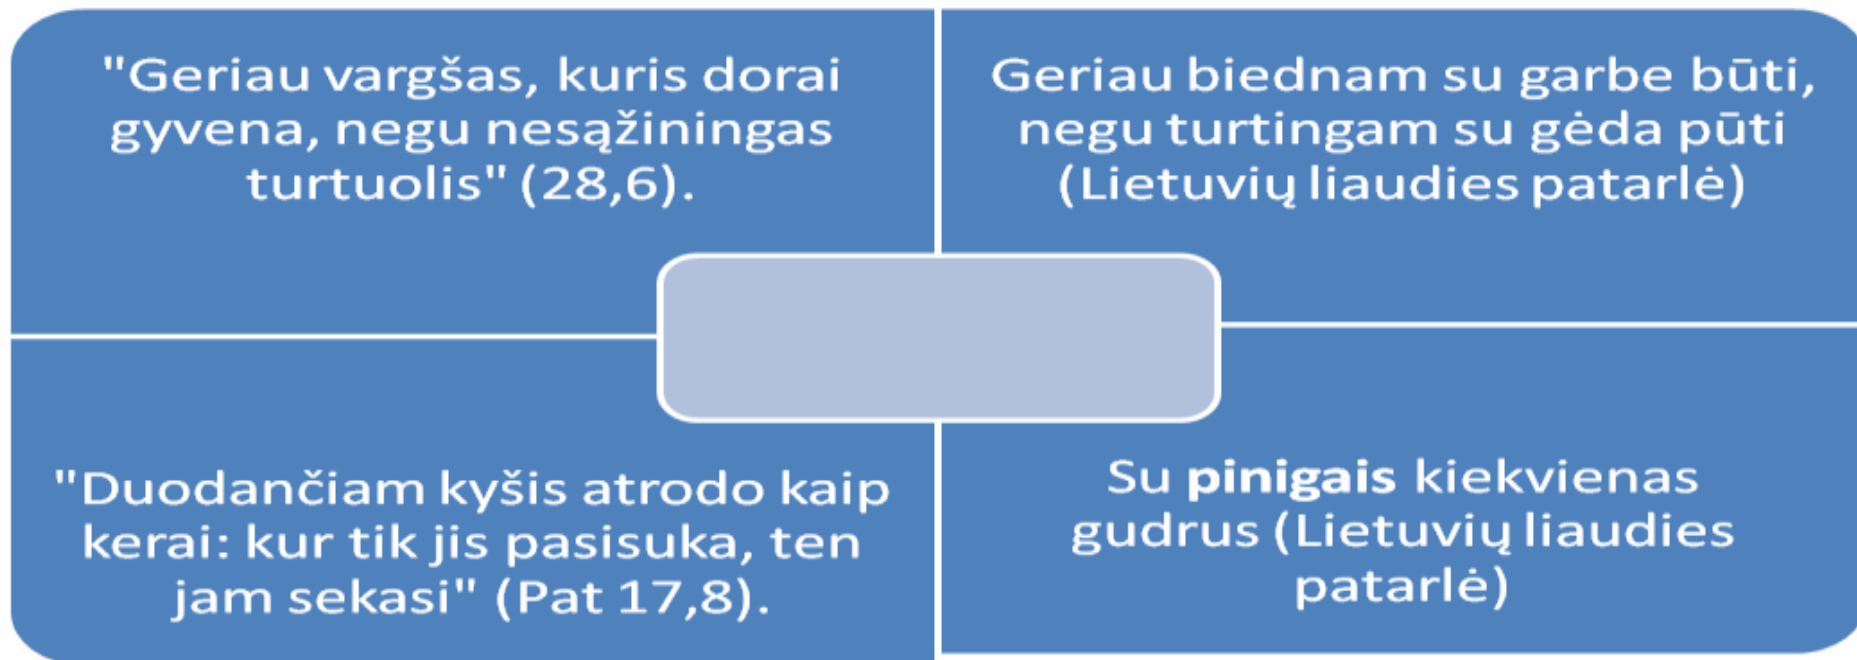 "Geriau vargšas, kuris dorai
gyvena, negu nesąžiningas
turtuolis" (28,6).
Geriau biednam su garbe būti,
negu turtingam su gėda pūti
(Lietuvių liaudies patarlė)
"Duodančiam kyšis atrodo kaip
kerai: kur tik jis pasisuka, ten
jam sekasi" (Pat 17,8).
Su pinigais kiekvienas
gudrus (Lietuvių liaudies
patarlė)